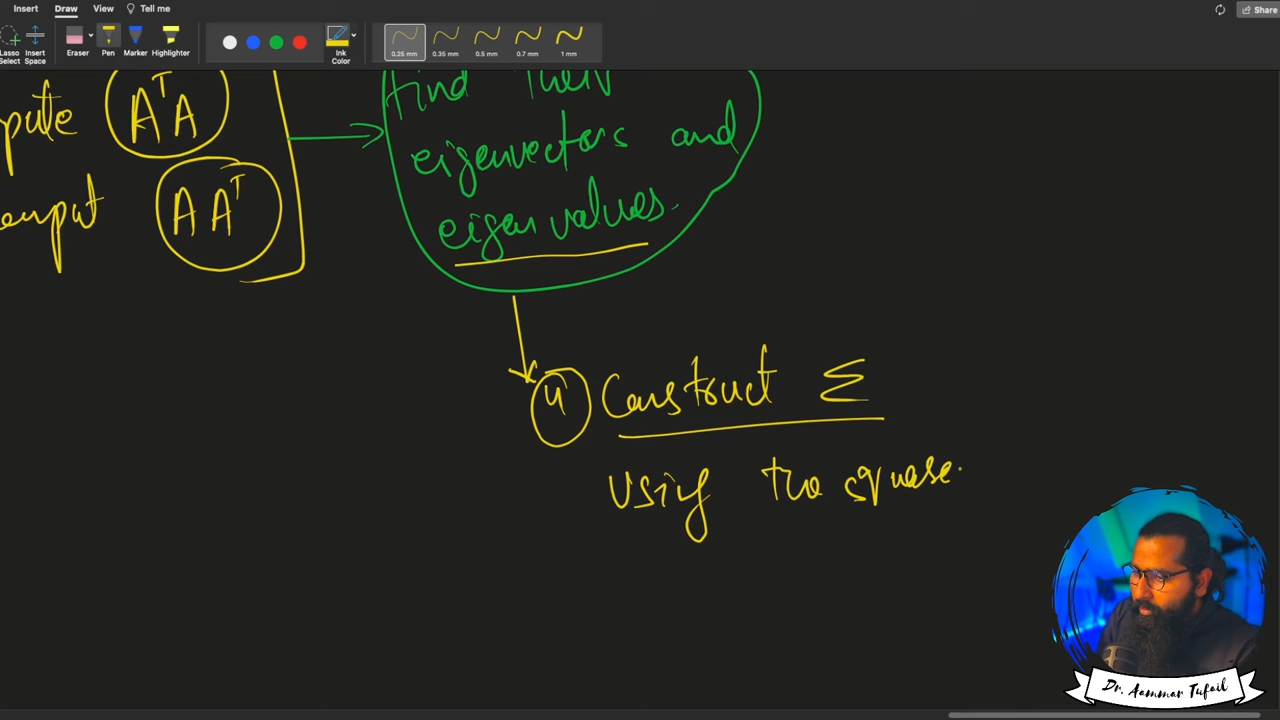 Insert Draw View Tell me
Share
Lasso Select
Insert Space
Eraser
Pen
Marker
Highlighter
Ink Color
0.25 mm
0.35 mm
0.5 mm
0.7 mm
1 mm
find their
pute AᵀA
eigenvectors and
omput AAᵀ
eigenvalues.
4 Construct Σ
Using the square
Dr. Aammar Tufail